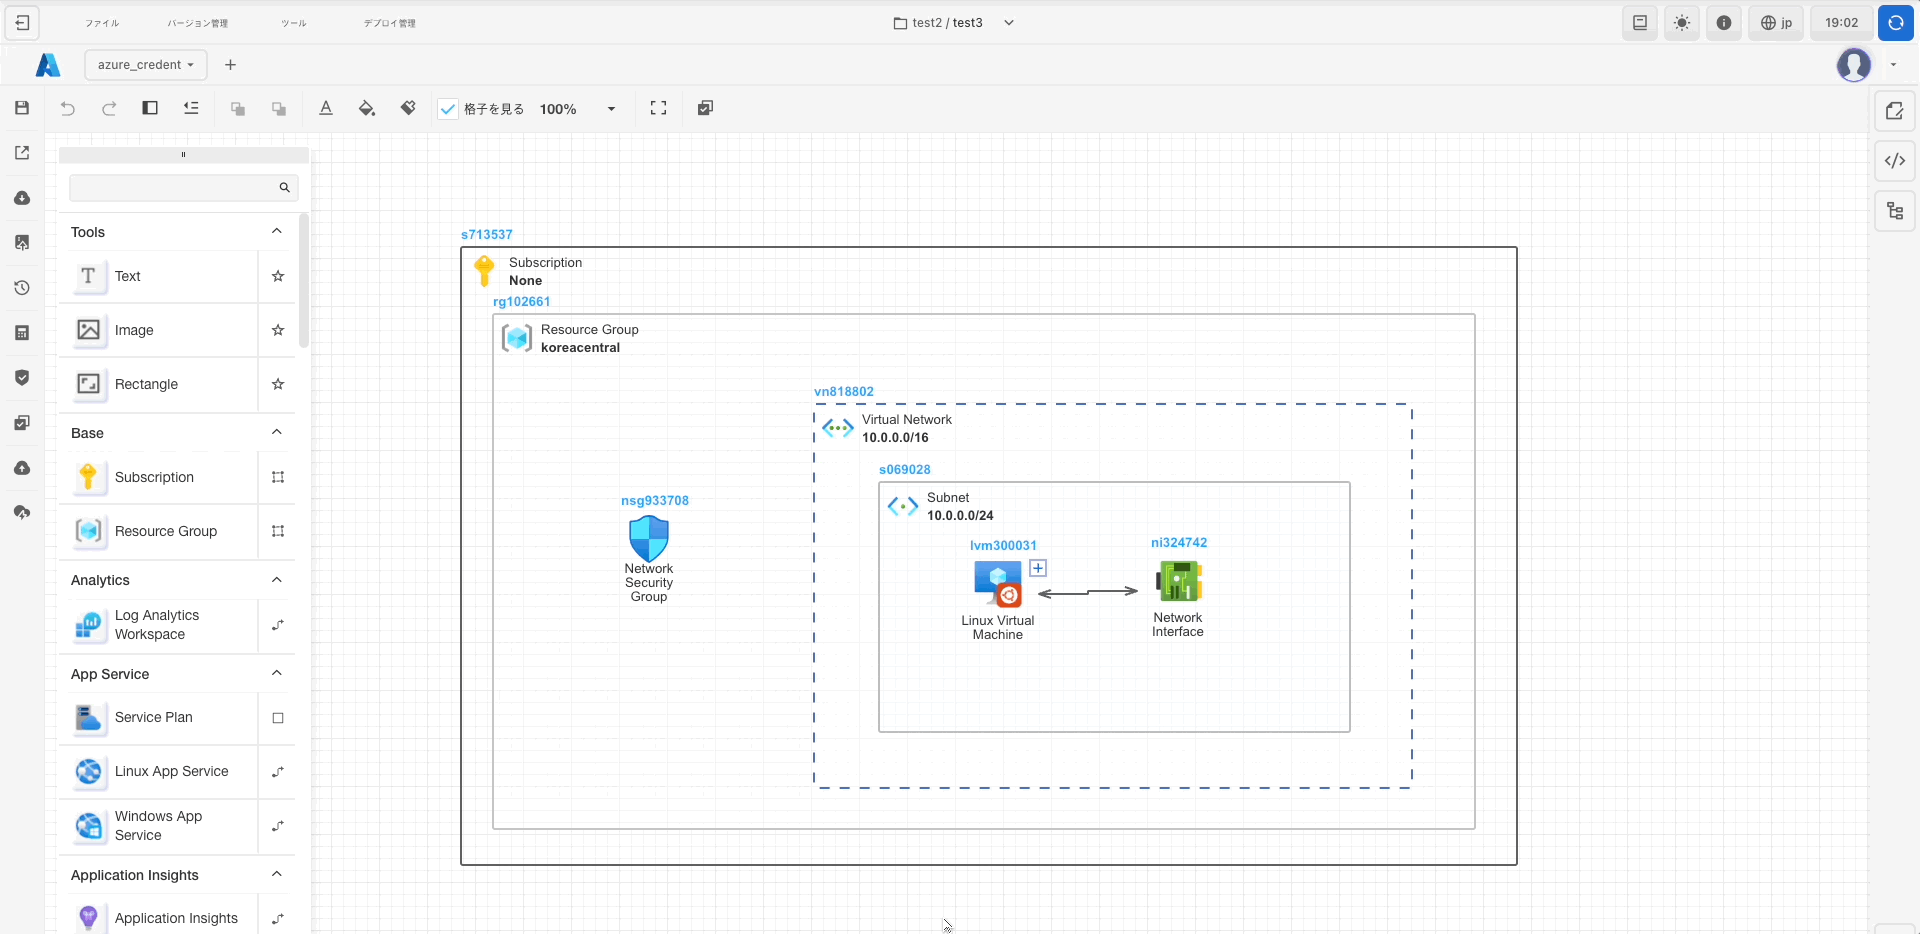 ファイル
バージョン管理
ツール
デプロイ管理
test2 / test3
jp
19:02
azure_credent
格子を見る
100%
Tools
Text
Image
Rectangle
Base
Subscription
Resource Group
Analytics
Log Analytics
Workspace
App Service
Service Plan
Linux App Service
Windows App
Service
Application Insights
Application Insights
s713537
Subscription
None
rg102661
Resource Group
koreacentral
vn818802
Virtual Network
10.0.0.0/16
s069028
Subnet
10.0.0.0/24
nsg933708
Network
Security
Group
lvm300031
Linux Virtual
Machine
ni324742
Network
Interface